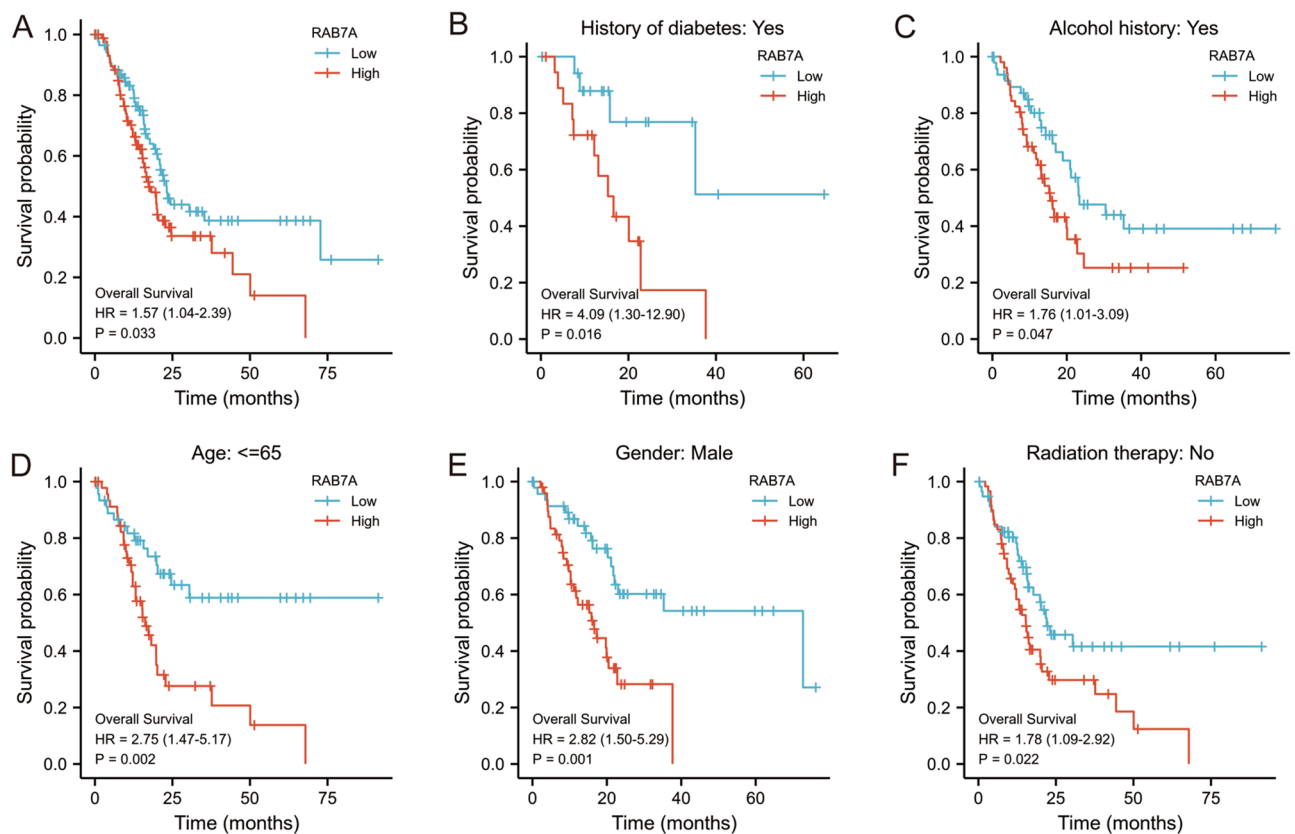 A
RAB7A
Low
High
Survival probability
1.0
0.8
0.6
0.4
0.2
0.0
Overall Survival
HR = 1.57 (1.04-2.39)
P = 0.033
0
25
50
75
Time (months)
B
History of diabetes: Yes
RAB7A
Low
High
Survival probability
1.0
0.8
0.6
0.4
0.2
0.0
Overall Survival
HR = 4.09 (1.30-12.90)
P = 0.016
0
20
40
60
Time (months)
C
Alcohol history: Yes
RAB7A
Low
High
Survival probability
1.0
0.8
0.6
0.4
0.2
0.0
Overall Survival
HR = 1.76 (1.01-3.09)
P = 0.047
0
20
40
60
Time (months)
D
Age: <=65
RAB7A
Low
High
Survival probability
1.0
0.8
0.6
0.4
0.2
0.0
Overall Survival
HR = 2.75 (1.47-5.17)
P = 0.002
0
25
50
75
Time (months)
E
Gender: Male
RAB7A
Low
High
Survival probability
1.0
0.8
0.6
0.4
0.2
0.0
Overall Survival
HR = 2.82 (1.50-5.29)
P = 0.001
0
20
40
60
Time (months)
F
Radiation therapy: No
RAB7A
Low
High
Survival probability
1.0
0.8
0.6
0.4
0.2
0.0
Overall Survival
HR = 1.78 (1.09-2.92)
P = 0.022
0
25
50
75
Time (months)